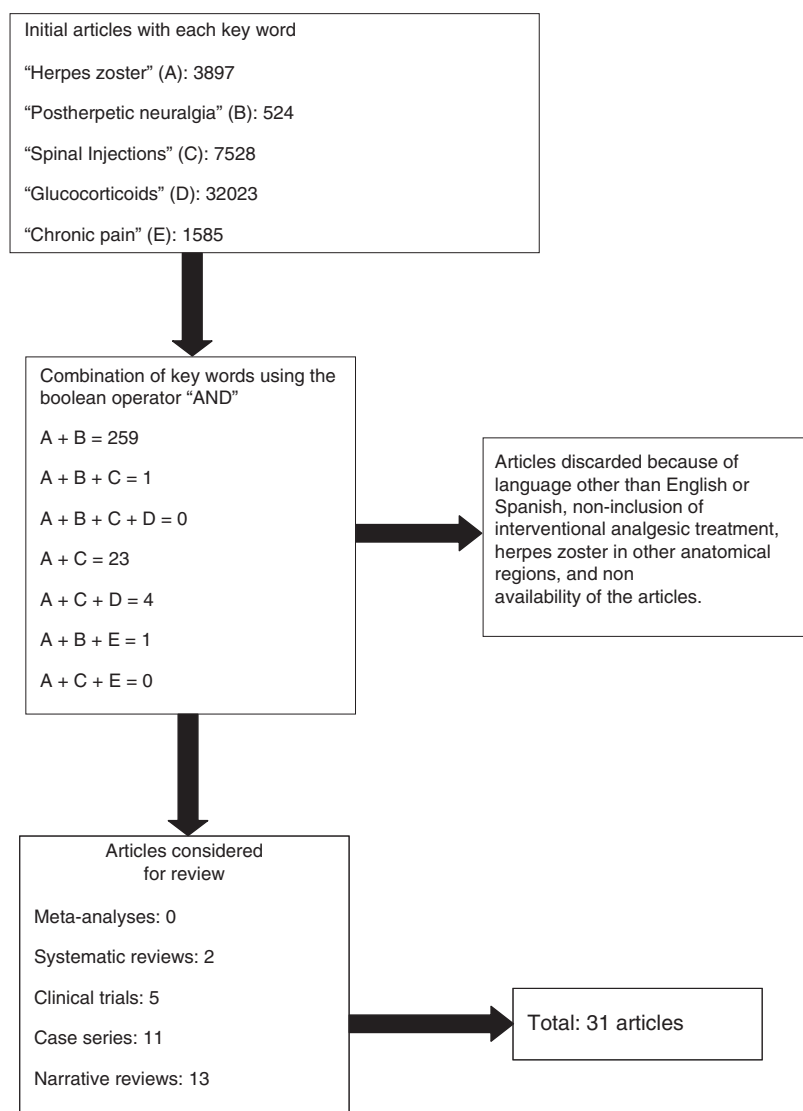 Initial articles with each key word
“Herpes zoster” (A): 3897
“Postherpetic neuralgia” (B): 524
“Spinal Injections” (C): 7528
“Glucocorticoids” (D): 32023
“Chronic pain” (E): 1585
Combination of key words using the
boolean operator “AND”
A + B = 259
A + B + C = 1
A + B + C + D = 0
A + C = 23
A + C + D = 4
A + B + E = 1
A + C + E = 0
Articles discarded because of
language other than English or
Spanish, non-inclusion of
interventional analgesic treatment,
herpes zoster in other anatomical
regions, and non
availability of the articles.
Articles considered
for review
Meta-analyses: 0
Systematic reviews: 2
Clinical trials: 5
Case series: 11
Narrative reviews: 13
Total: 31 articles